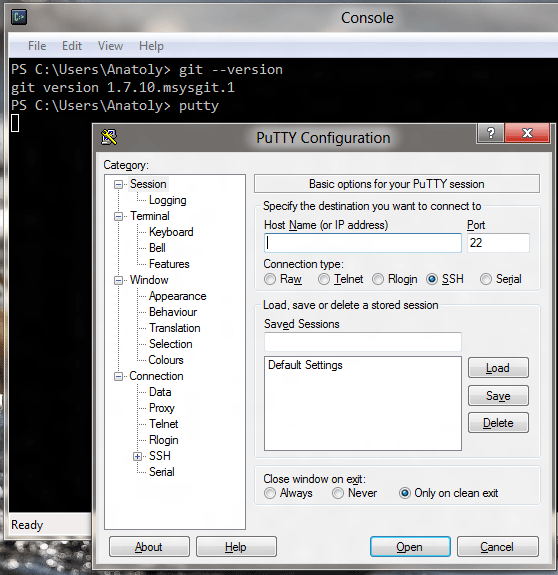 Console
File Edit View Help
PS C:\Users\Anatoly> git --version
git version 1.7.10.msysgit.1
PS C:\Users\Anatoly> putty
PuTTY Configuration
?
Category:
Session
Logging
Terminal
Keyboard
Bell
Features
Window
Appearance
Behaviour
Translation
Selection
Colours
Connection
Data
Proxy
Telnet
Rlogin
SSH
Serial
Basic options for your PuTTY session
Specify the destination you want to connect to
Host Name (or IP address) Port
22
Connection type:
Raw Telnet Rlogin SSH Serial
Load, save or delete a stored session
Saved Sessions
Default Settings
Load
Save
Delete
Close window on exit:
Always Never Only on clean exit
About Help Open Cancel
Ready